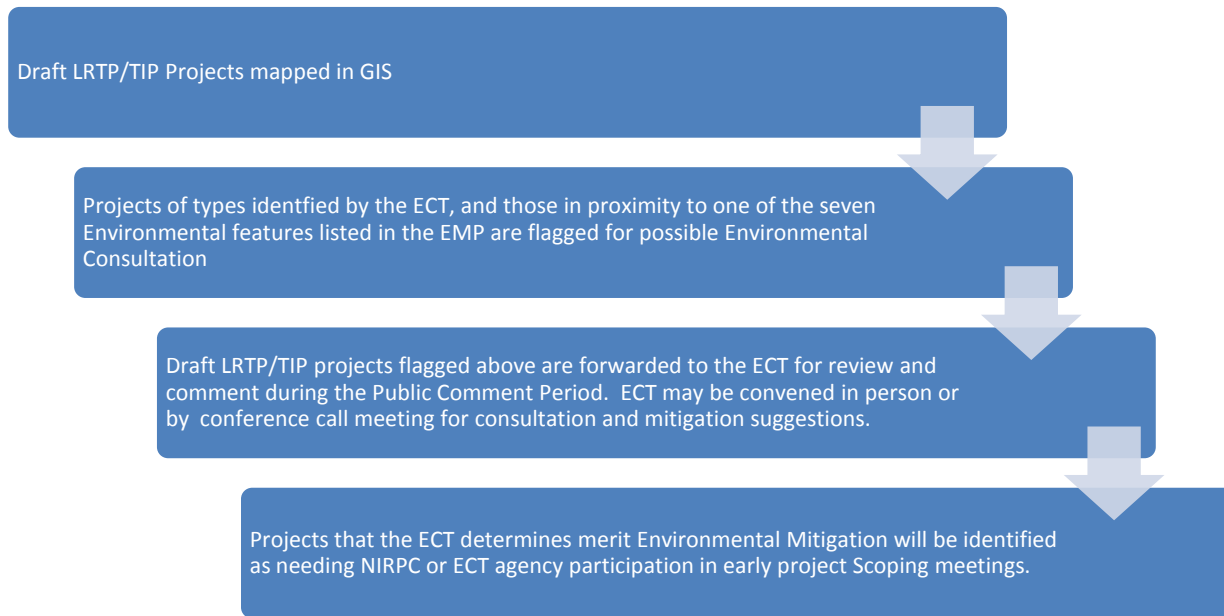 Draft LRTP/TIP Projects mapped in GIS
Projects of types identfied by the ECT, and those in proximity to one of the seven
Environmental features listed in the EMP are flagged for possible Environmental
Consultation
Draft LRTP/TIP projects flagged above are forwarded to the ECT for review and
comment during the Public Comment Period.  ECT may be convened in person or
by  conference call meeting for consultation and mitigation suggestions.
Projects that the ECT determines merit Environmental Mitigation will be identified
as needing NIRPC or ECT agency participation in early project Scoping meetings.